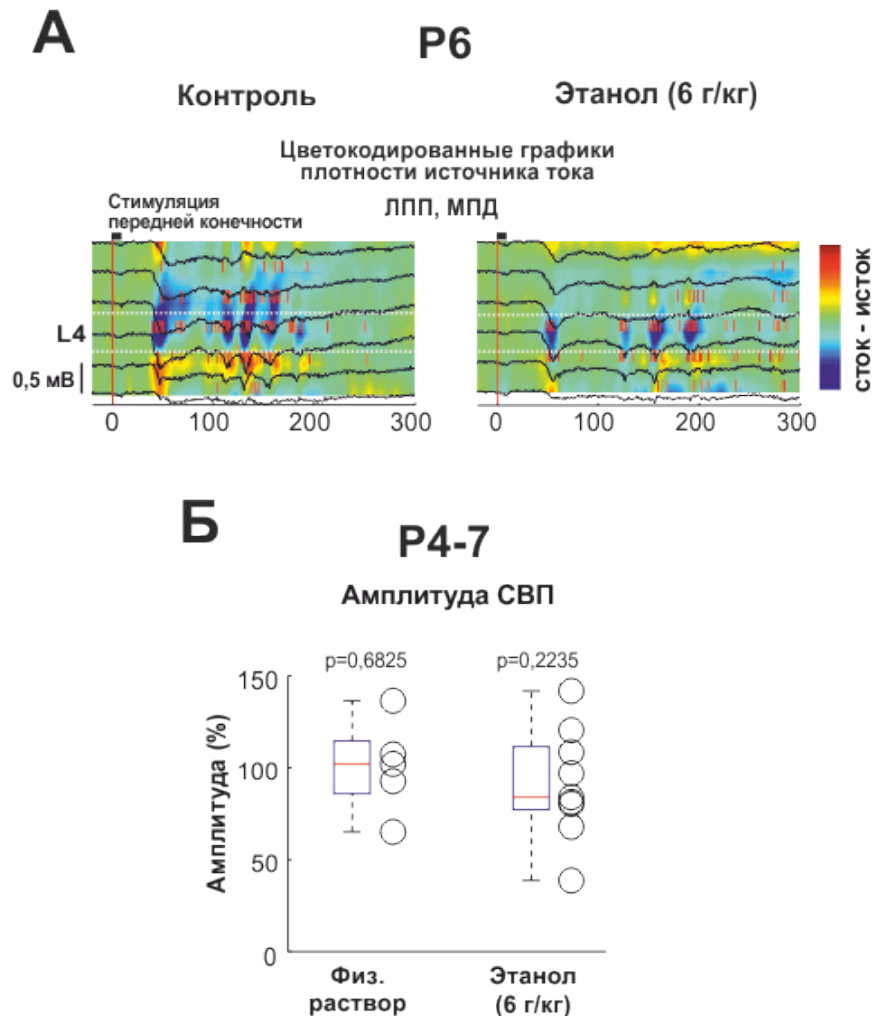 А
P6
Контроль
Этанол (6 г/кг)
Цветокодированные графики
плотности источника тока
Стимуляция
передней конечности
ЛПП, МПД
L4
0,5 мВ
0
100
200
300
0
100
200
300
сток - исток
Б
P4-7
Амплитуда СВП
p=0,6825
p=0,2235
Амплитуда (%)
150
100
50
0
Физ.
раствор
Этанол
(6 г/кг)